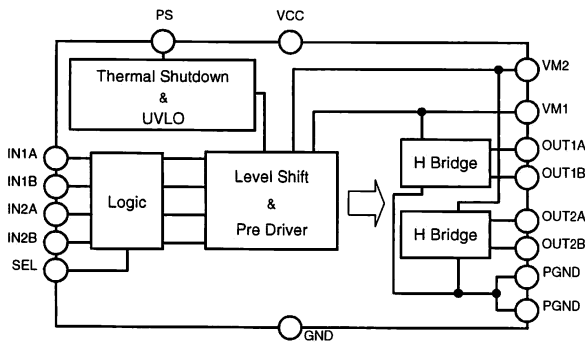 PS
VCC
Thermal Shutdown
&
UVLO
VM2
VM1
IN1A
IN1B
IN2A
IN2B
SEL
Logic
Level Shift
&
Pre Driver
H Bridge
H Bridge
OUT1A
OUT1B
OUT2A
OUT2B
PGND
PGND
GND